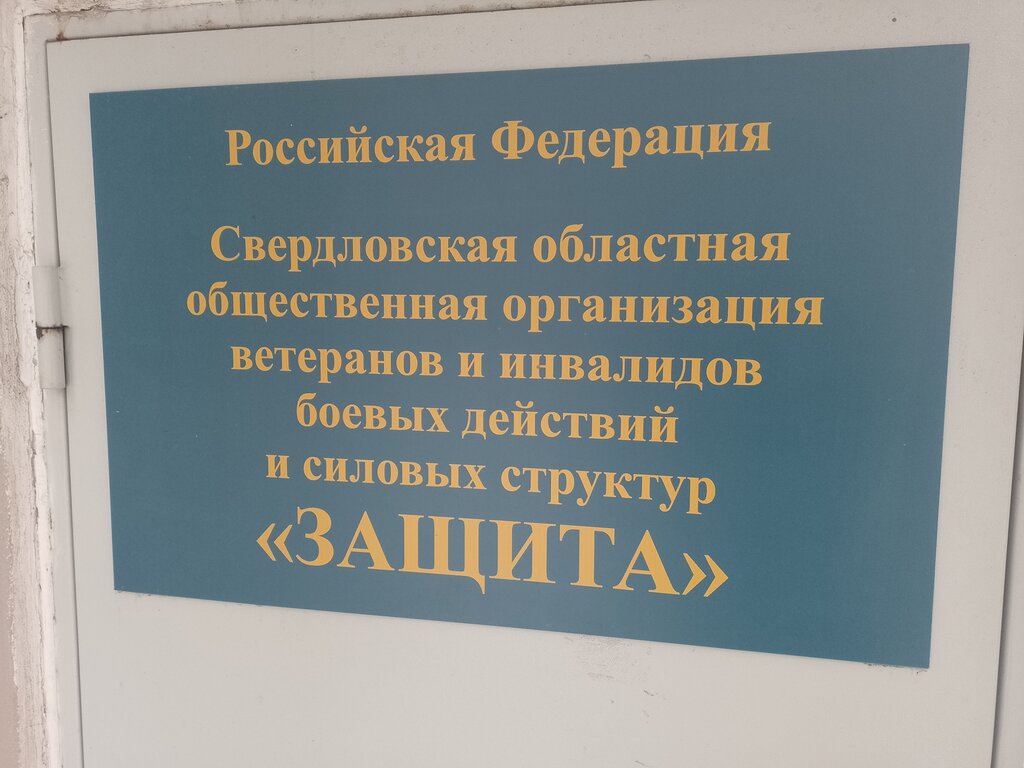 Российская Федерация
Свердловская областная
общественная организация
ветеранов и инвалидов
боевых действий
и силовых структур
«ЗАЩИТА»